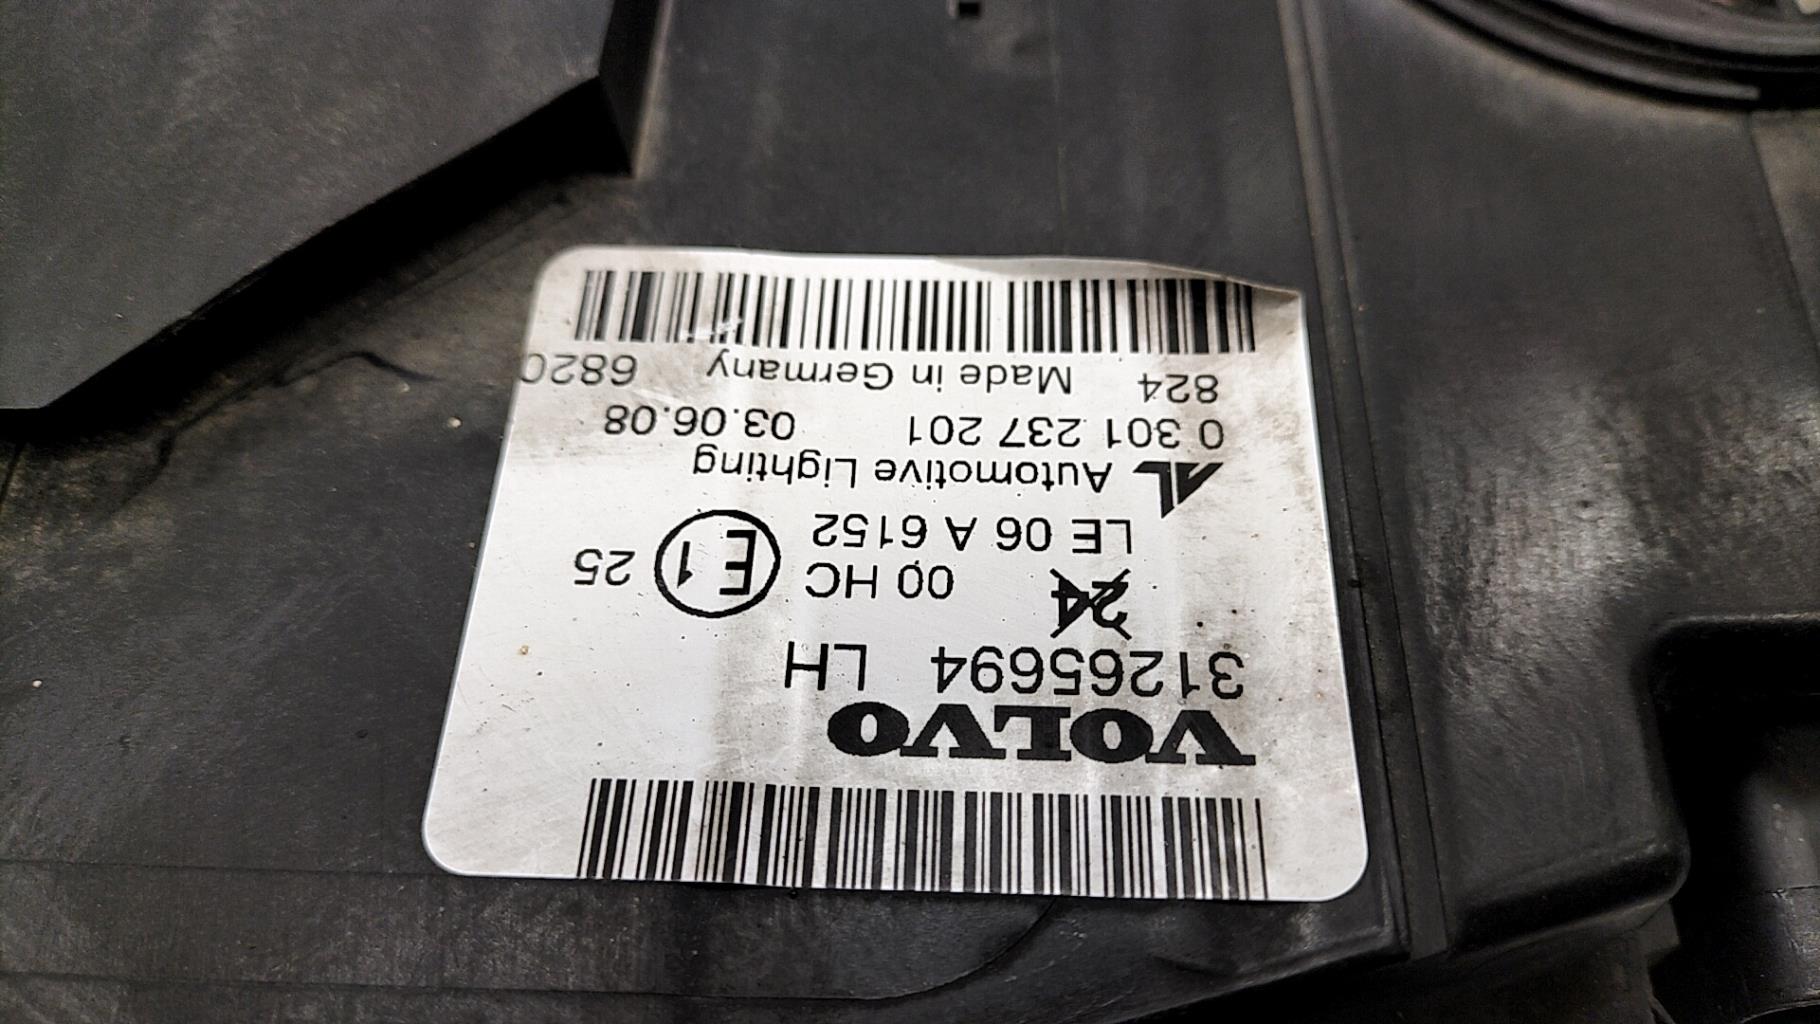 VOLVO
31265694 LH
24 00 HC E1 25
LE 06 A 6152
AL Automotive Lighting
0 301 237 201 03.06.08
824 Made in Germany 6820